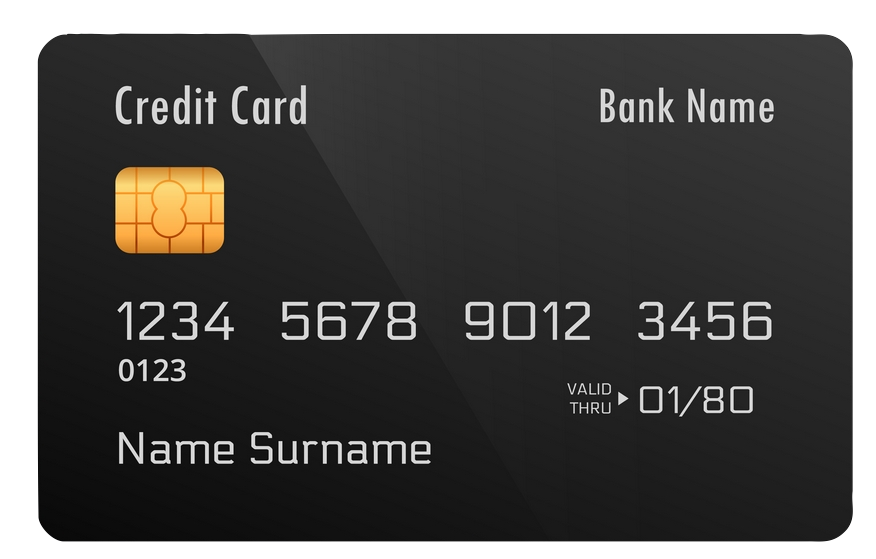 Credit Card Bank Name
1234 5678 9012 3456
0123
VALID THRU 01/80
Name Surname